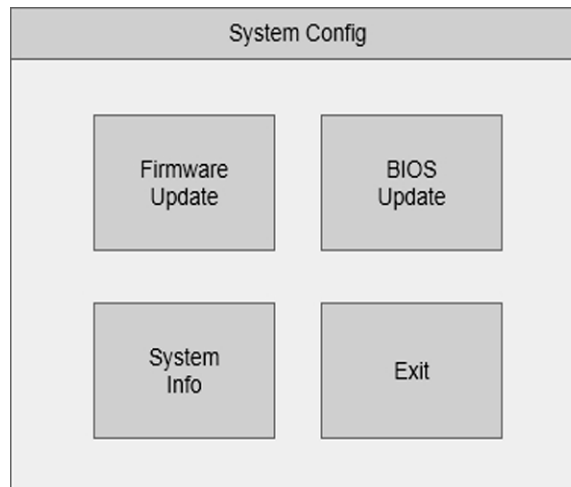 System Config
Firmware
Update
BIOS
Update
System
Info
Exit